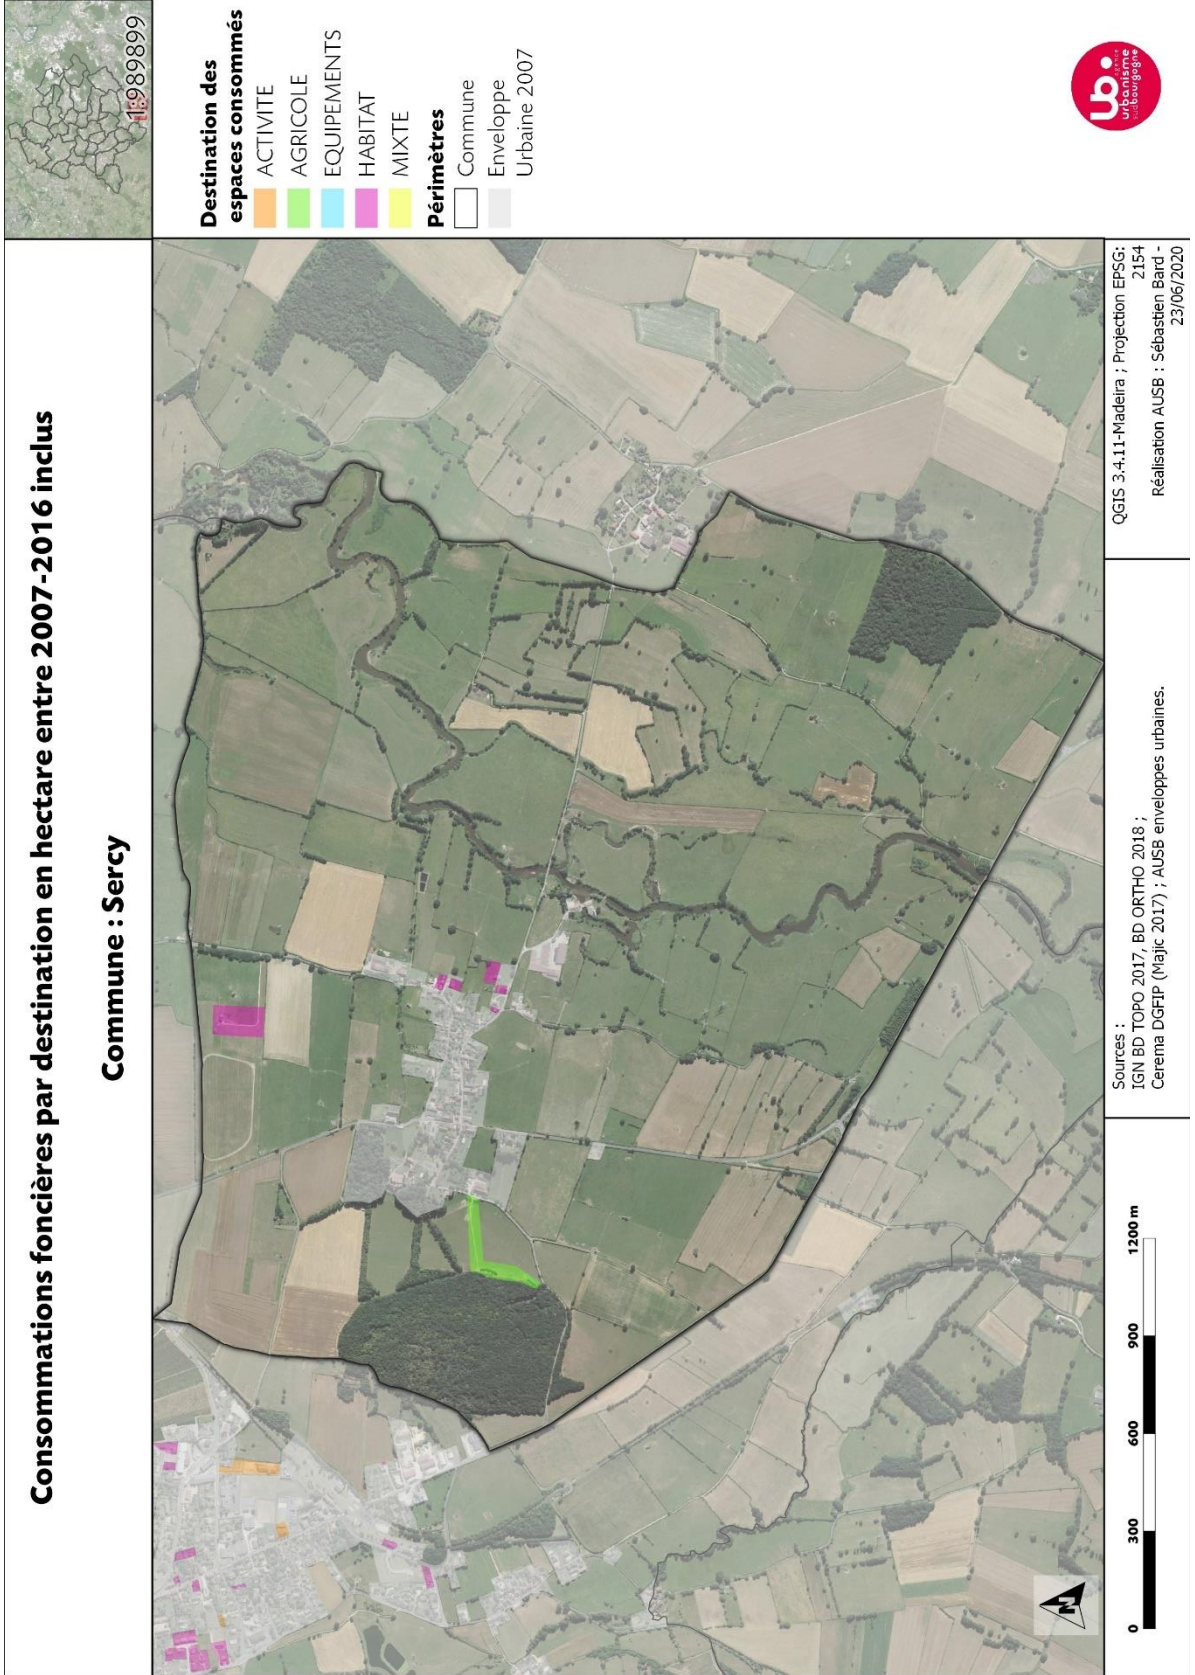 Consommations foncières par destination en hectare entre 2007-2016 inclus
Commune : Sercy
Destination des
espaces consommés
ACTIVITE
AGRICOLE
EQUIPEMENTS
HABITAT
MIXTE
Périmètres
Commune
Enveloppe
Urbaine 2007
ub.
agence
urbanisme
sudbourgogne
N
0 300 600 900 1200 m
Sources :
IGN BD TOPO 2017, BD ORTHO 2018 ;
Cerema DGFIP (Majic 2017) ; AUSB enveloppes urbaines.
QGIS 3.4.11-Madeira ; Projection EPSG:
2154
Réalisation AUSB : Sébastien Bard -
23/06/2020